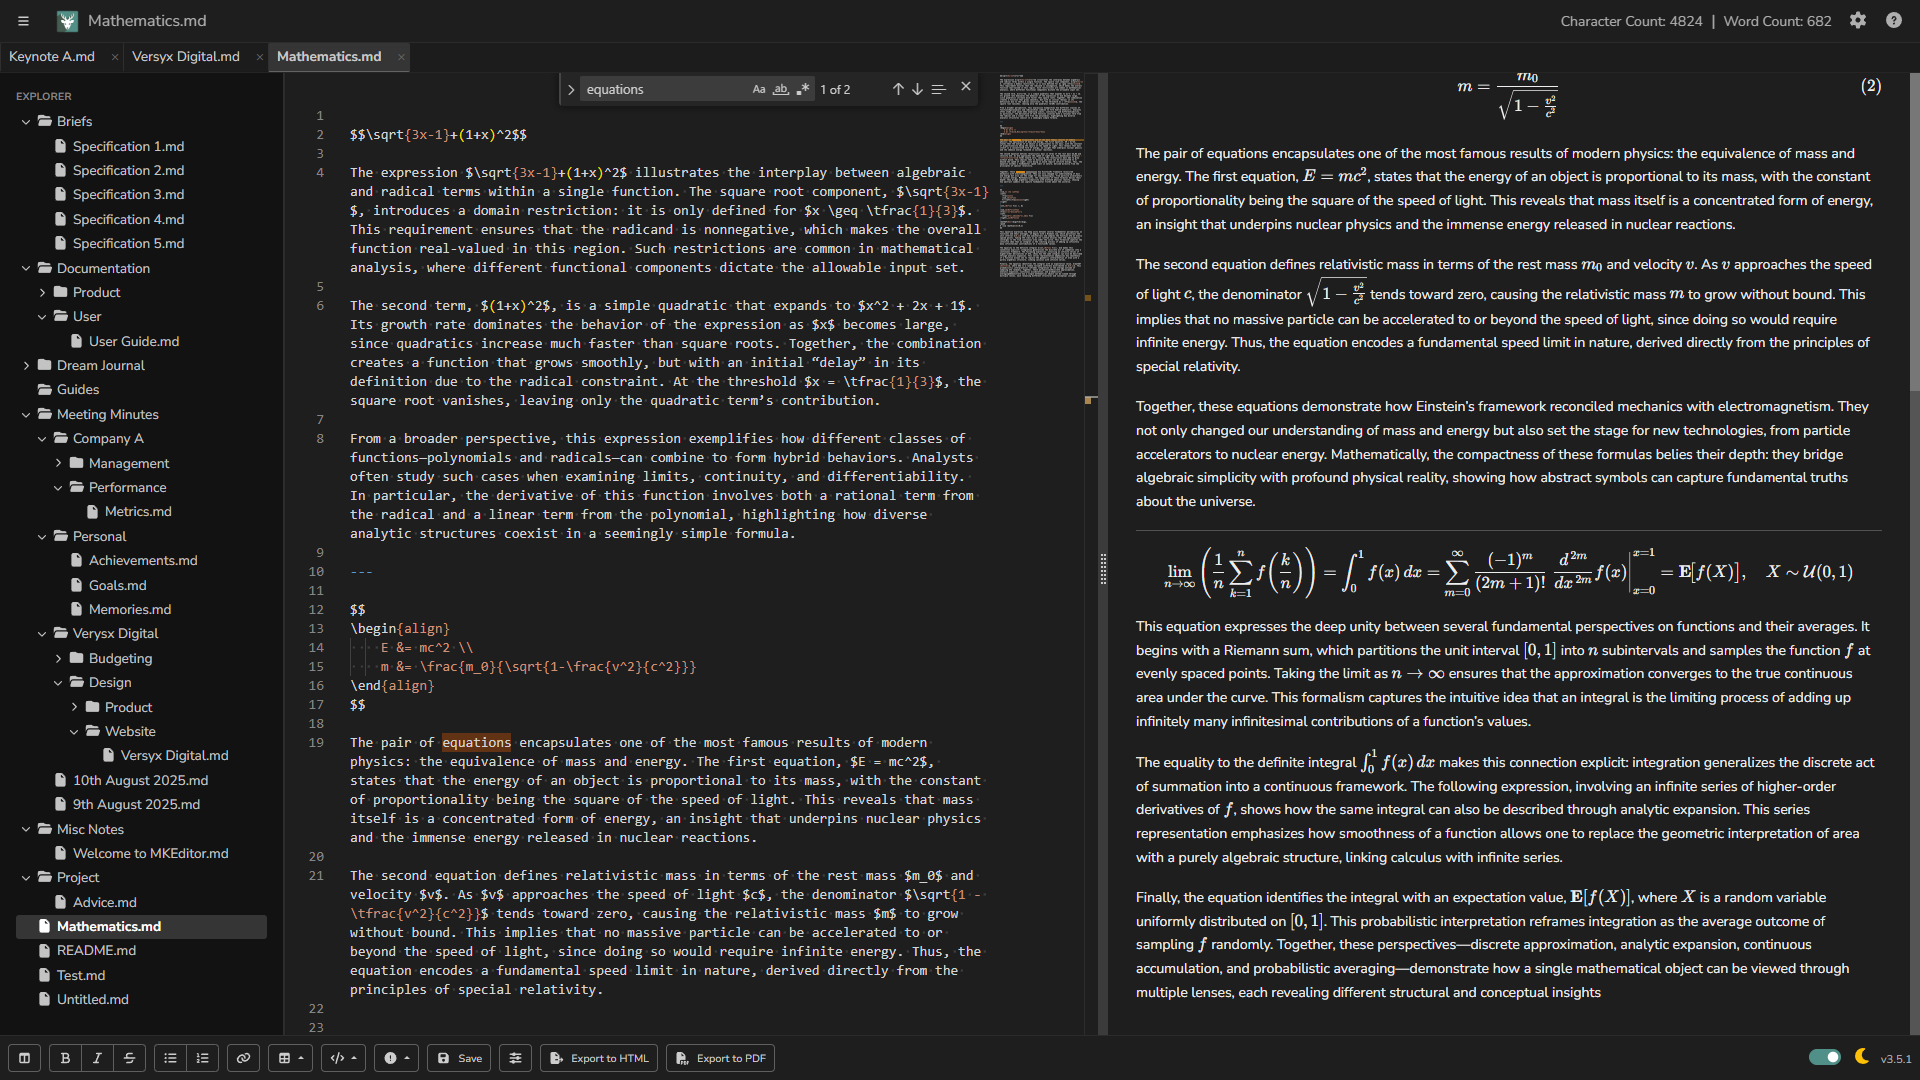 Mathematics.md
Character Count: 4824 | Word Count: 682
Keynote A.md × Versyx Digital.md × Mathematics.md ×
EXPLORER
Briefs
Specification 1.md
Specification 2.md
Specification 3.md
Specification 4.md
Specification 5.md
Documentation
Product
User
User Guide.md
Dream Journal
Guides
Meeting Minutes
Company A
Management
Performance
Metrics.md
Personal
Achievements.md
Goals.md
Memories.md
Verysx Digital
Budgeting
Design
Product
Website
Versyx Digital.md
10th August 2025.md
9th August 2025.md
Misc Notes
Welcome to MKEditor.md
Project
Advice.md
Mathematics.md
README.md
Test.md
Untitled.md
equations Aa ab .* 1 of 2
1
2 $$\sqrt{3x-1}+(1+x)^2$$
3
4 The expression $\sqrt{3x-1}+(1+x)^2$ illustrates the interplay between algebraic
and radical terms within a single function. The square root component, $\sqrt{3x-1}
$, introduces a domain restriction: it is only defined for $x \geq \tfrac{1}{3}$.
This requirement ensures that the radicand is nonnegative, which makes the overall
function real-valued in this region. Such restrictions are common in mathematical
analysis, where different functional components dictate the allowable input set.
5
6 The second term, $(1+x)^2$, is a simple quadratic that expands to $x^2 + 2x + 1$.
Its growth rate dominates the behavior of the expression as $x$ becomes large,
since quadratics increase much faster than square roots. Together, the combination
creates a function that grows smoothly, but with an initial “delay” in its
definition due to the radical constraint. At the threshold $x = \tfrac{1}{3}$, the
square root vanishes, leaving only the quadratic term’s contribution.
7
8 From a broader perspective, this expression exemplifies how different classes of
functions—polynomials and radicals—can combine to form hybrid behaviors. Analysts
often study such cases when examining limits, continuity, and differentiability.
In particular, the derivative of this function involves both a rational term from
the radical and a linear term from the polynomial, highlighting how diverse
analytic structures coexist in a seemingly simple formula.
9
10 ---
11
12 $$
13 \begin{align}
14 E &= mc^2 \\
15 m &= \frac{m_0}{\sqrt{1-\frac{v^2}{c^2}}}
16 \end{align}
17 $$
18
19 The pair of equations encapsulates one of the most famous results of modern
physics: the equivalence of mass and energy. The first equation, $E = mc^2$,
states that the energy of an object is proportional to its mass, with the constant
of proportionality being the square of the speed of light. This reveals that mass
itself is a concentrated form of energy, an insight that underpins nuclear physics
and the immense energy released in nuclear reactions.
20
21 The second equation defines relativistic mass in terms of the rest mass $m_0$ and
velocity $v$. As $v$ approaches the speed of light $c$, the denominator $\sqrt{1 -
\tfrac{v^2}{c^2}}$ tends toward zero, causing the relativistic mass $m$ to grow
without bound. This implies that no massive particle can be accelerated to or
beyond the speed of light, since doing so would require infinite energy. Thus, the
equation encodes a fundamental speed limit in nature, derived directly from the
principles of special relativity.
22
23
m = m₀ / √(1 − v²/c²) (2)
The pair of equations encapsulates one of the most famous results of modern physics: the equivalence of mass and
energy. The first equation, E = mc², states that the energy of an object is proportional to its mass, with the constant
of proportionality being the square of the speed of light. This reveals that mass itself is a concentrated form of energy,
an insight that underpins nuclear physics and the immense energy released in nuclear reactions.
The second equation defines relativistic mass in terms of the rest mass m₀ and velocity v. As v approaches the speed
of light c, the denominator √(1 − v²/c²) tends toward zero, causing the relativistic mass m to grow without bound. This
implies that no massive particle can be accelerated to or beyond the speed of light, since doing so would require
infinite energy. Thus, the equation encodes a fundamental speed limit in nature, derived directly from the principles of
special relativity.
Together, these equations demonstrate how Einstein’s framework reconciled mechanics with electromagnetism. They
not only changed our understanding of mass and energy but also set the stage for new technologies, from particle
accelerators to nuclear energy. Mathematically, the compactness of these formulas belies their depth: they bridge
algebraic simplicity with profound physical reality, showing how abstract symbols can capture fundamental truths
about the universe.
lim n→∞ (1/n ∑ k=1 n f(k/n)) = ∫₀¹ f(x) dx = ∑ m=0 ∞ (−1)ᵐ/(2m + 1)! d²ᵐ/dx²ᵐ f(x)| x=0 x=1 = E[f(X)], X ∼ U(0, 1)
This equation expresses the deep unity between several fundamental perspectives on functions and their averages. It
begins with a Riemann sum, which partitions the unit interval [0, 1] into n subintervals and samples the function f at
evenly spaced points. Taking the limit as n → ∞ ensures that the approximation converges to the true continuous
area under the curve. This formalism captures the intuitive idea that an integral is the limiting process of adding up
infinitely many infinitesimal contributions of a function’s values.
The equality to the definite integral ∫₀¹ f(x) dx makes this connection explicit: integration generalizes the discrete act
of summation into a continuous framework. The following expression, involving an infinite series of higher-order
derivatives of f, shows how the same integral can also be described through analytic expansion. This series
representation emphasizes how smoothness of a function allows one to replace the geometric interpretation of area
with a purely algebraic structure, linking calculus with infinite series.
Finally, the equation identifies the integral with an expectation value, E[f(X)], where X is a random variable
uniformly distributed on [0, 1]. This probabilistic interpretation reframes integration as the average outcome of
sampling f randomly. Together, these perspectives—discrete approximation, analytic expansion, continuous
accumulation, and probabilistic averaging—demonstrate how a single mathematical object can be viewed through
multiple lenses, each revealing different structural and conceptual insights
B I S </> Save Export to HTML Export to PDF
v3.5.1